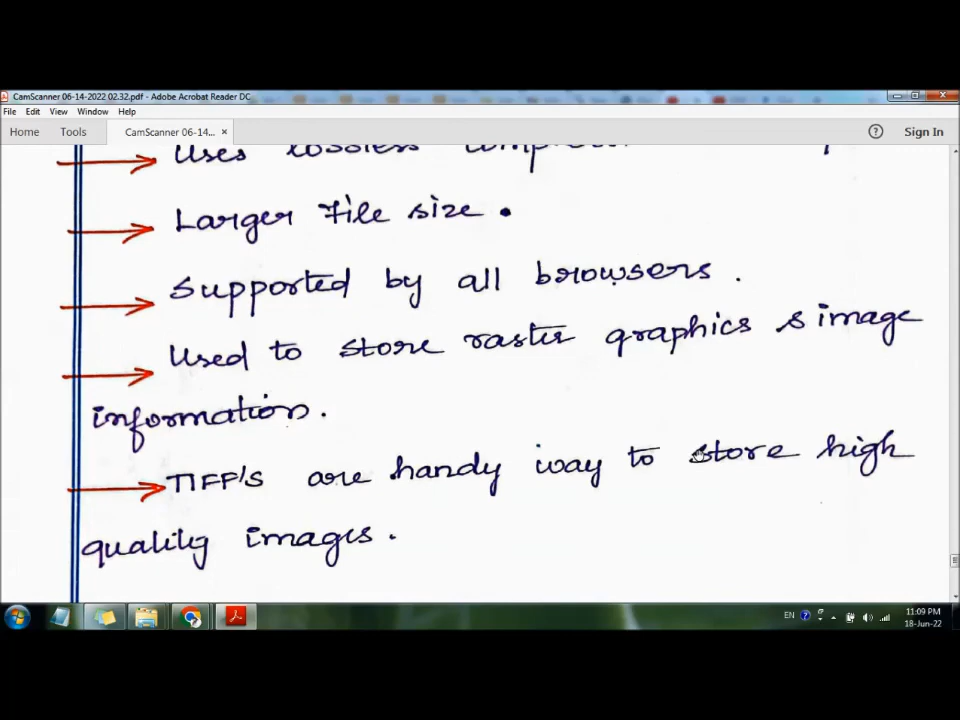 CamScanner 06-14-2022 02.32.pdf - Adobe Acrobat Reader DC
File Edit View Window Help
Home Tools CamScanner 06-14... × Sign In
Uses lossless
Larger file size.
Supported by all browsers.
Used to store raster graphics & image
information.
TIFF's are handy way to store high
quality images.
EN 11:09 PM
18-Jun-22